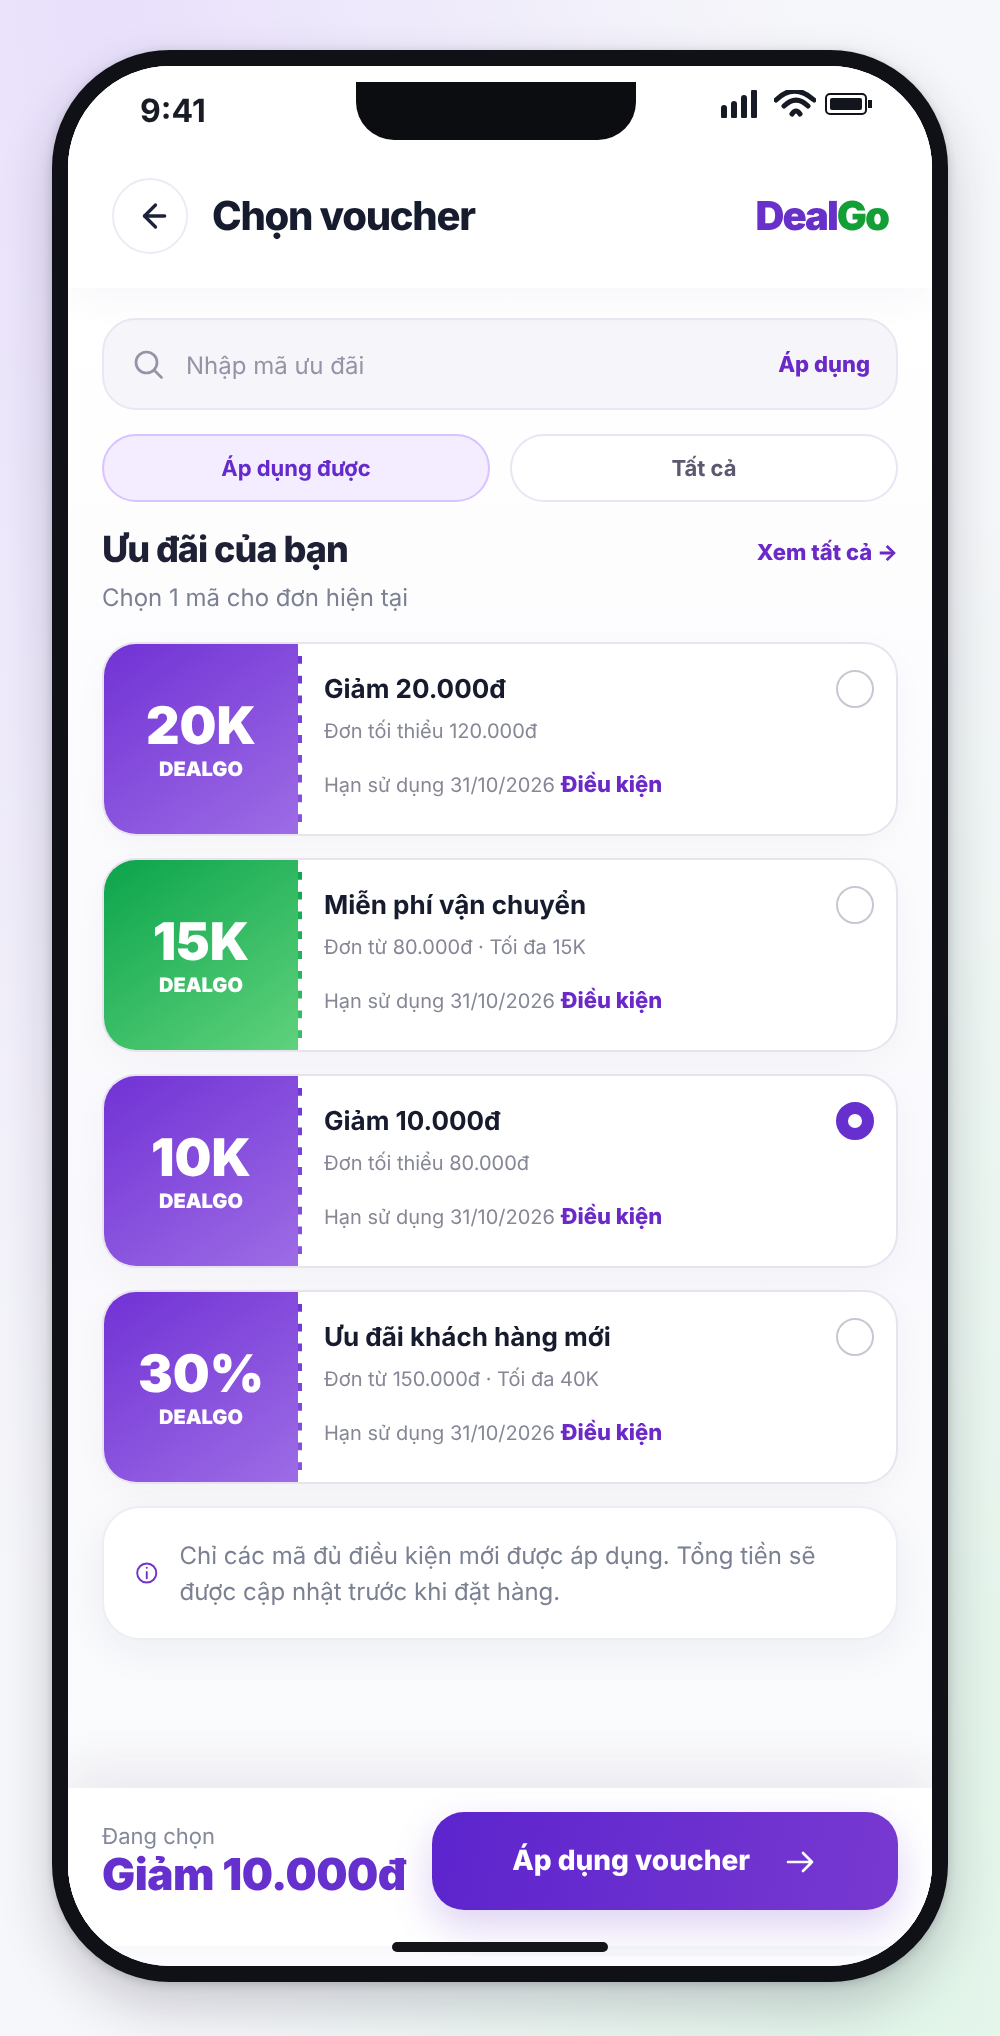 9:41
Chọn voucher
DealGo
Nhập mã ưu đãi
Áp dụng
Áp dụng được
Tất cả
Ưu đãi của bạn
Xem tất cả →
Chọn 1 mã cho đơn hiện tại
20K
DEALGO
Giảm 20.000đ
Đơn tối thiểu 120.000đ
Hạn sử dụng 31/10/2026 Điều kiện
15K
DEALGO
Miễn phí vận chuyển
Đơn từ 80.000đ · Tối đa 15K
Hạn sử dụng 31/10/2026 Điều kiện
10K
DEALGO
Giảm 10.000đ
Đơn tối thiểu 80.000đ
Hạn sử dụng 31/10/2026 Điều kiện
30%
DEALGO
Ưu đãi khách hàng mới
Đơn từ 150.000đ · Tối đa 40K
Hạn sử dụng 31/10/2026 Điều kiện
Chỉ các mã đủ điều kiện mới được áp dụng. Tổng tiền sẽ
được cập nhật trước khi đặt hàng.
Đang chọn
Giảm 10.000đ
Áp dụng voucher →